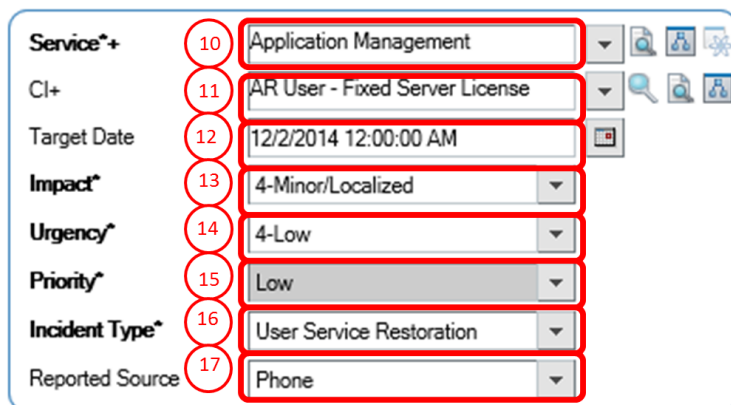 Service*+ 10 Application Management
CI+ 11 AR User - Fixed Server License
Target Date 12 12/2/2014 12:00:00 AM
Impact* 13 4-Minor/Localized
Urgency* 14 4-Low
Priority* 15 Low
Incident Type* 16 User Service Restoration
Reported Source 17 Phone